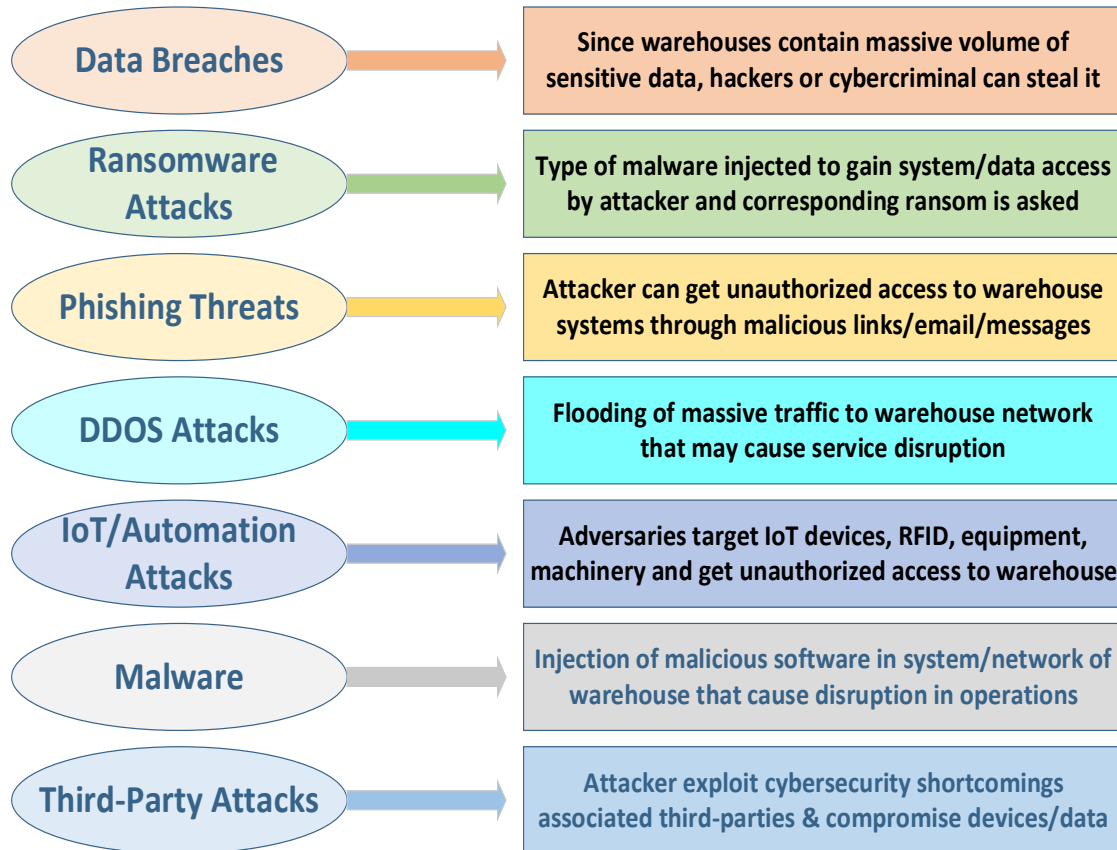 Data Breaches
Since warehouses contain massive volume of
sensitive data, hackers or cybercriminal can steal it
Ransomware
Attacks
Type of malware injected to gain system/data access
by attacker and corresponding ransom is asked
Phishing Threats
Attacker can get unauthorized access to warehouse
systems through malicious links/email/messages
DDOS Attacks
Flooding of massive traffic to warehouse network
that may cause service disruption
IoT/Automation
Attacks
Adversaries target IoT devices, RFID, equipment,
machinery and get unauthorized access to warehouse
Malware
Injection of malicious software in system/network of
warehouse that cause disruption in operations
Third-Party Attacks
Attacker exploit cybersecurity shortcomings
associated third-parties & compromise devices/data